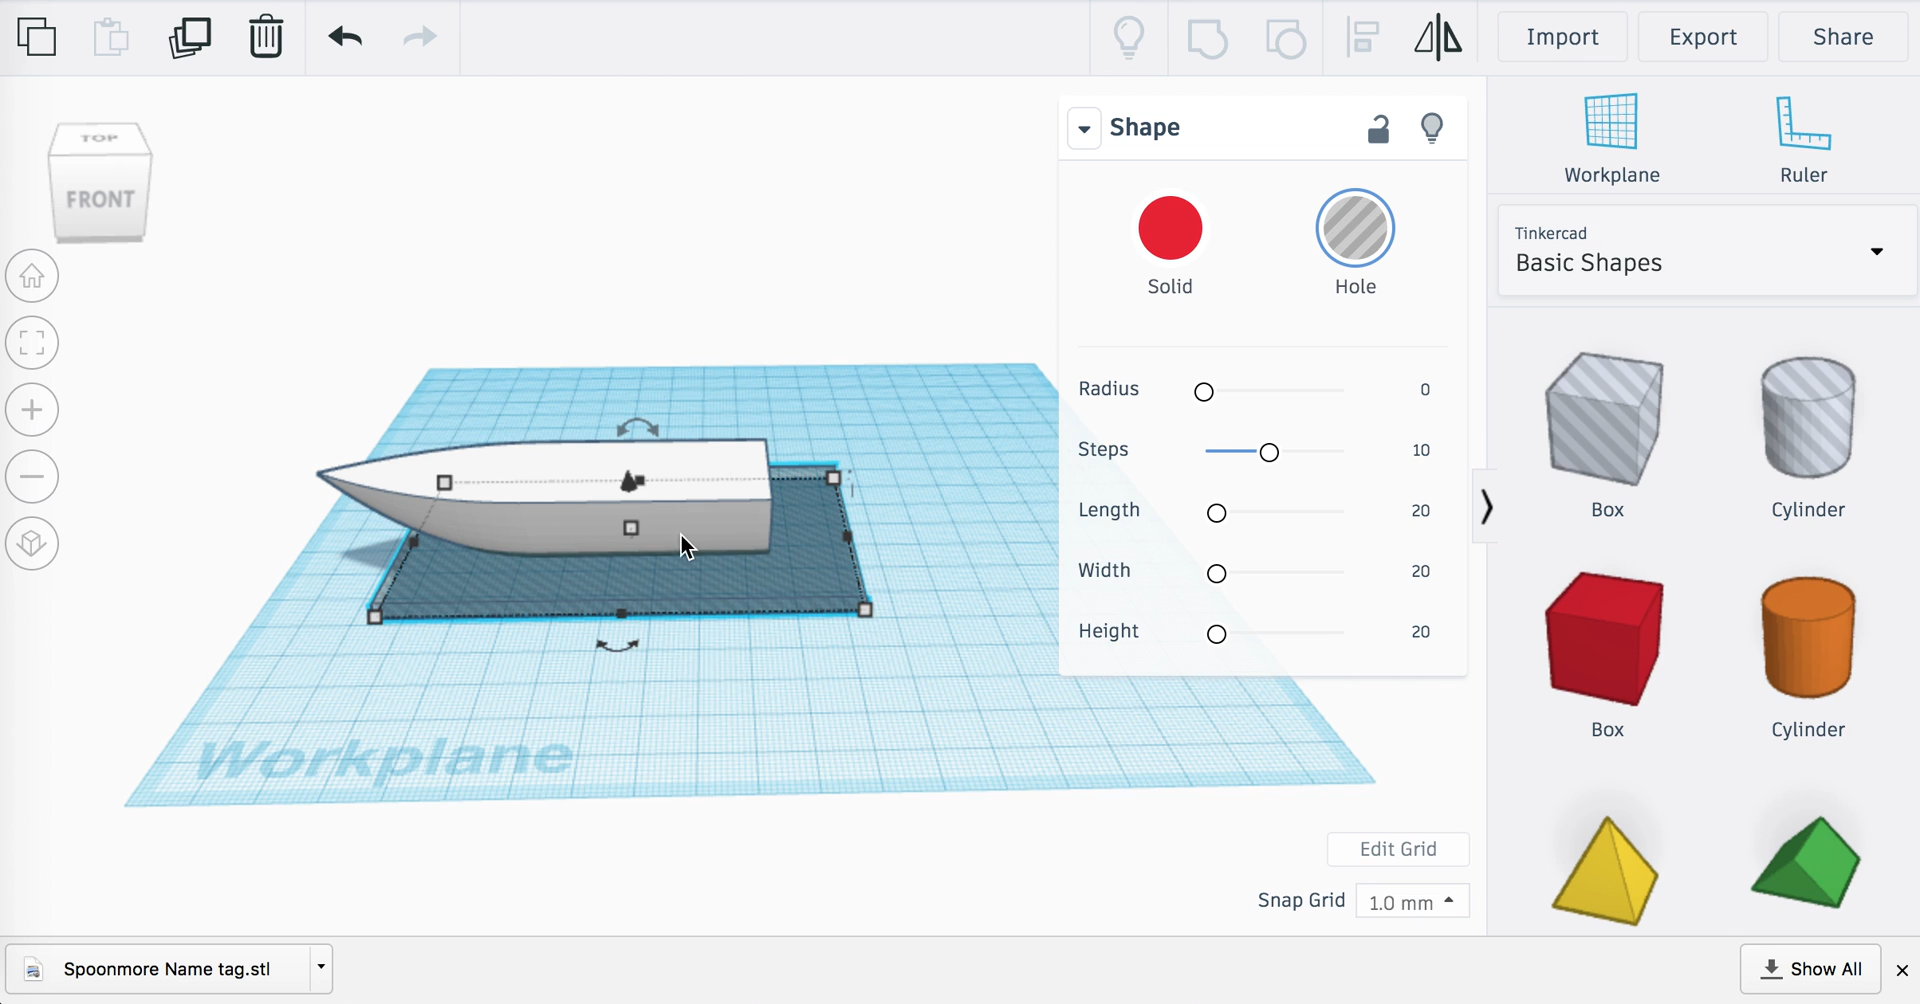 Import
Export
Share
TOP
FRONT
Shape
Solid
Hole
Radius
0
Steps
10
Length
20
Width
20
Height
20
Workplane
Ruler
Tinkercad
Basic Shapes
Box
Cylinder
Box
Cylinder
Workplane
Edit Grid
Snap Grid
1.0 mm
Spoonmore Name tag.stl
Show All